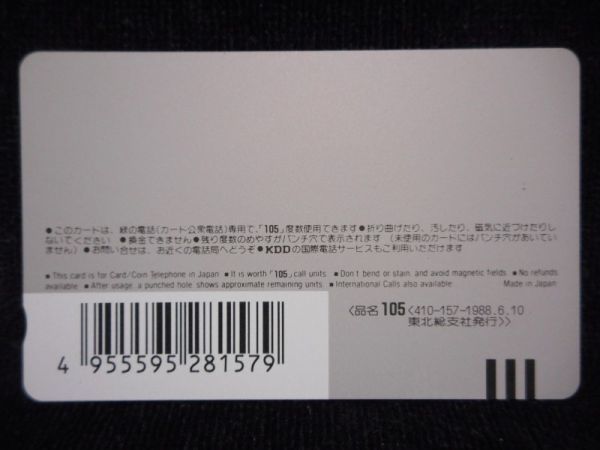 ●このカードは、緑の電話(カード公衆電話)専用で、「105」度数使用できます●折り曲げたり、汚したり、磁気に近づけたりし
ないでください ●換金できません●残り度数のめやすがパンチ穴で表示されます (未使用のカードにはパンチ穴があいてい
ません) ●お問い合せは、お近くの電話局へどうぞ ●KDDの国際電話サービスもご利用いただけます
■ This card is for Card/Coin Telephone in Japan ■ It is worth「105」call units ■ Don't bend or stain, and avoid magnetic fields ■ No refunds
available ■ After usage, a punched hole shows approximate remaining units. ■ International Calls also available Made in Japan
〈品名 105〈410-157-1988.6.10
東北総支社発行〉〉
4 955595 281579